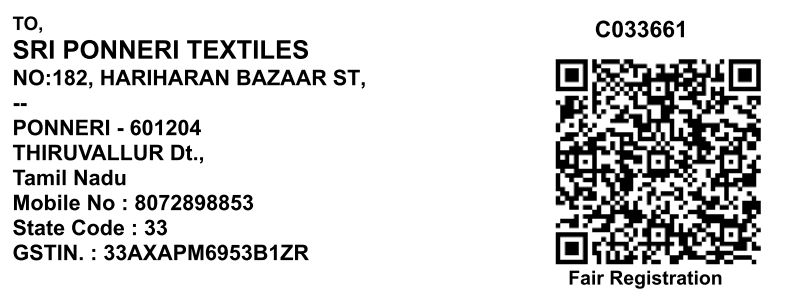 TO,
SRI PONNERI TEXTILES
NO:182, HARIHARAN BAZAAR ST,
--
PONNERI - 601204
THIRUVALLUR Dt.,
Tamil Nadu
Mobile No : 8072898853
State Code : 33
GSTIN. : 33AXAPM6953B1ZR
C033661
Fair Registration